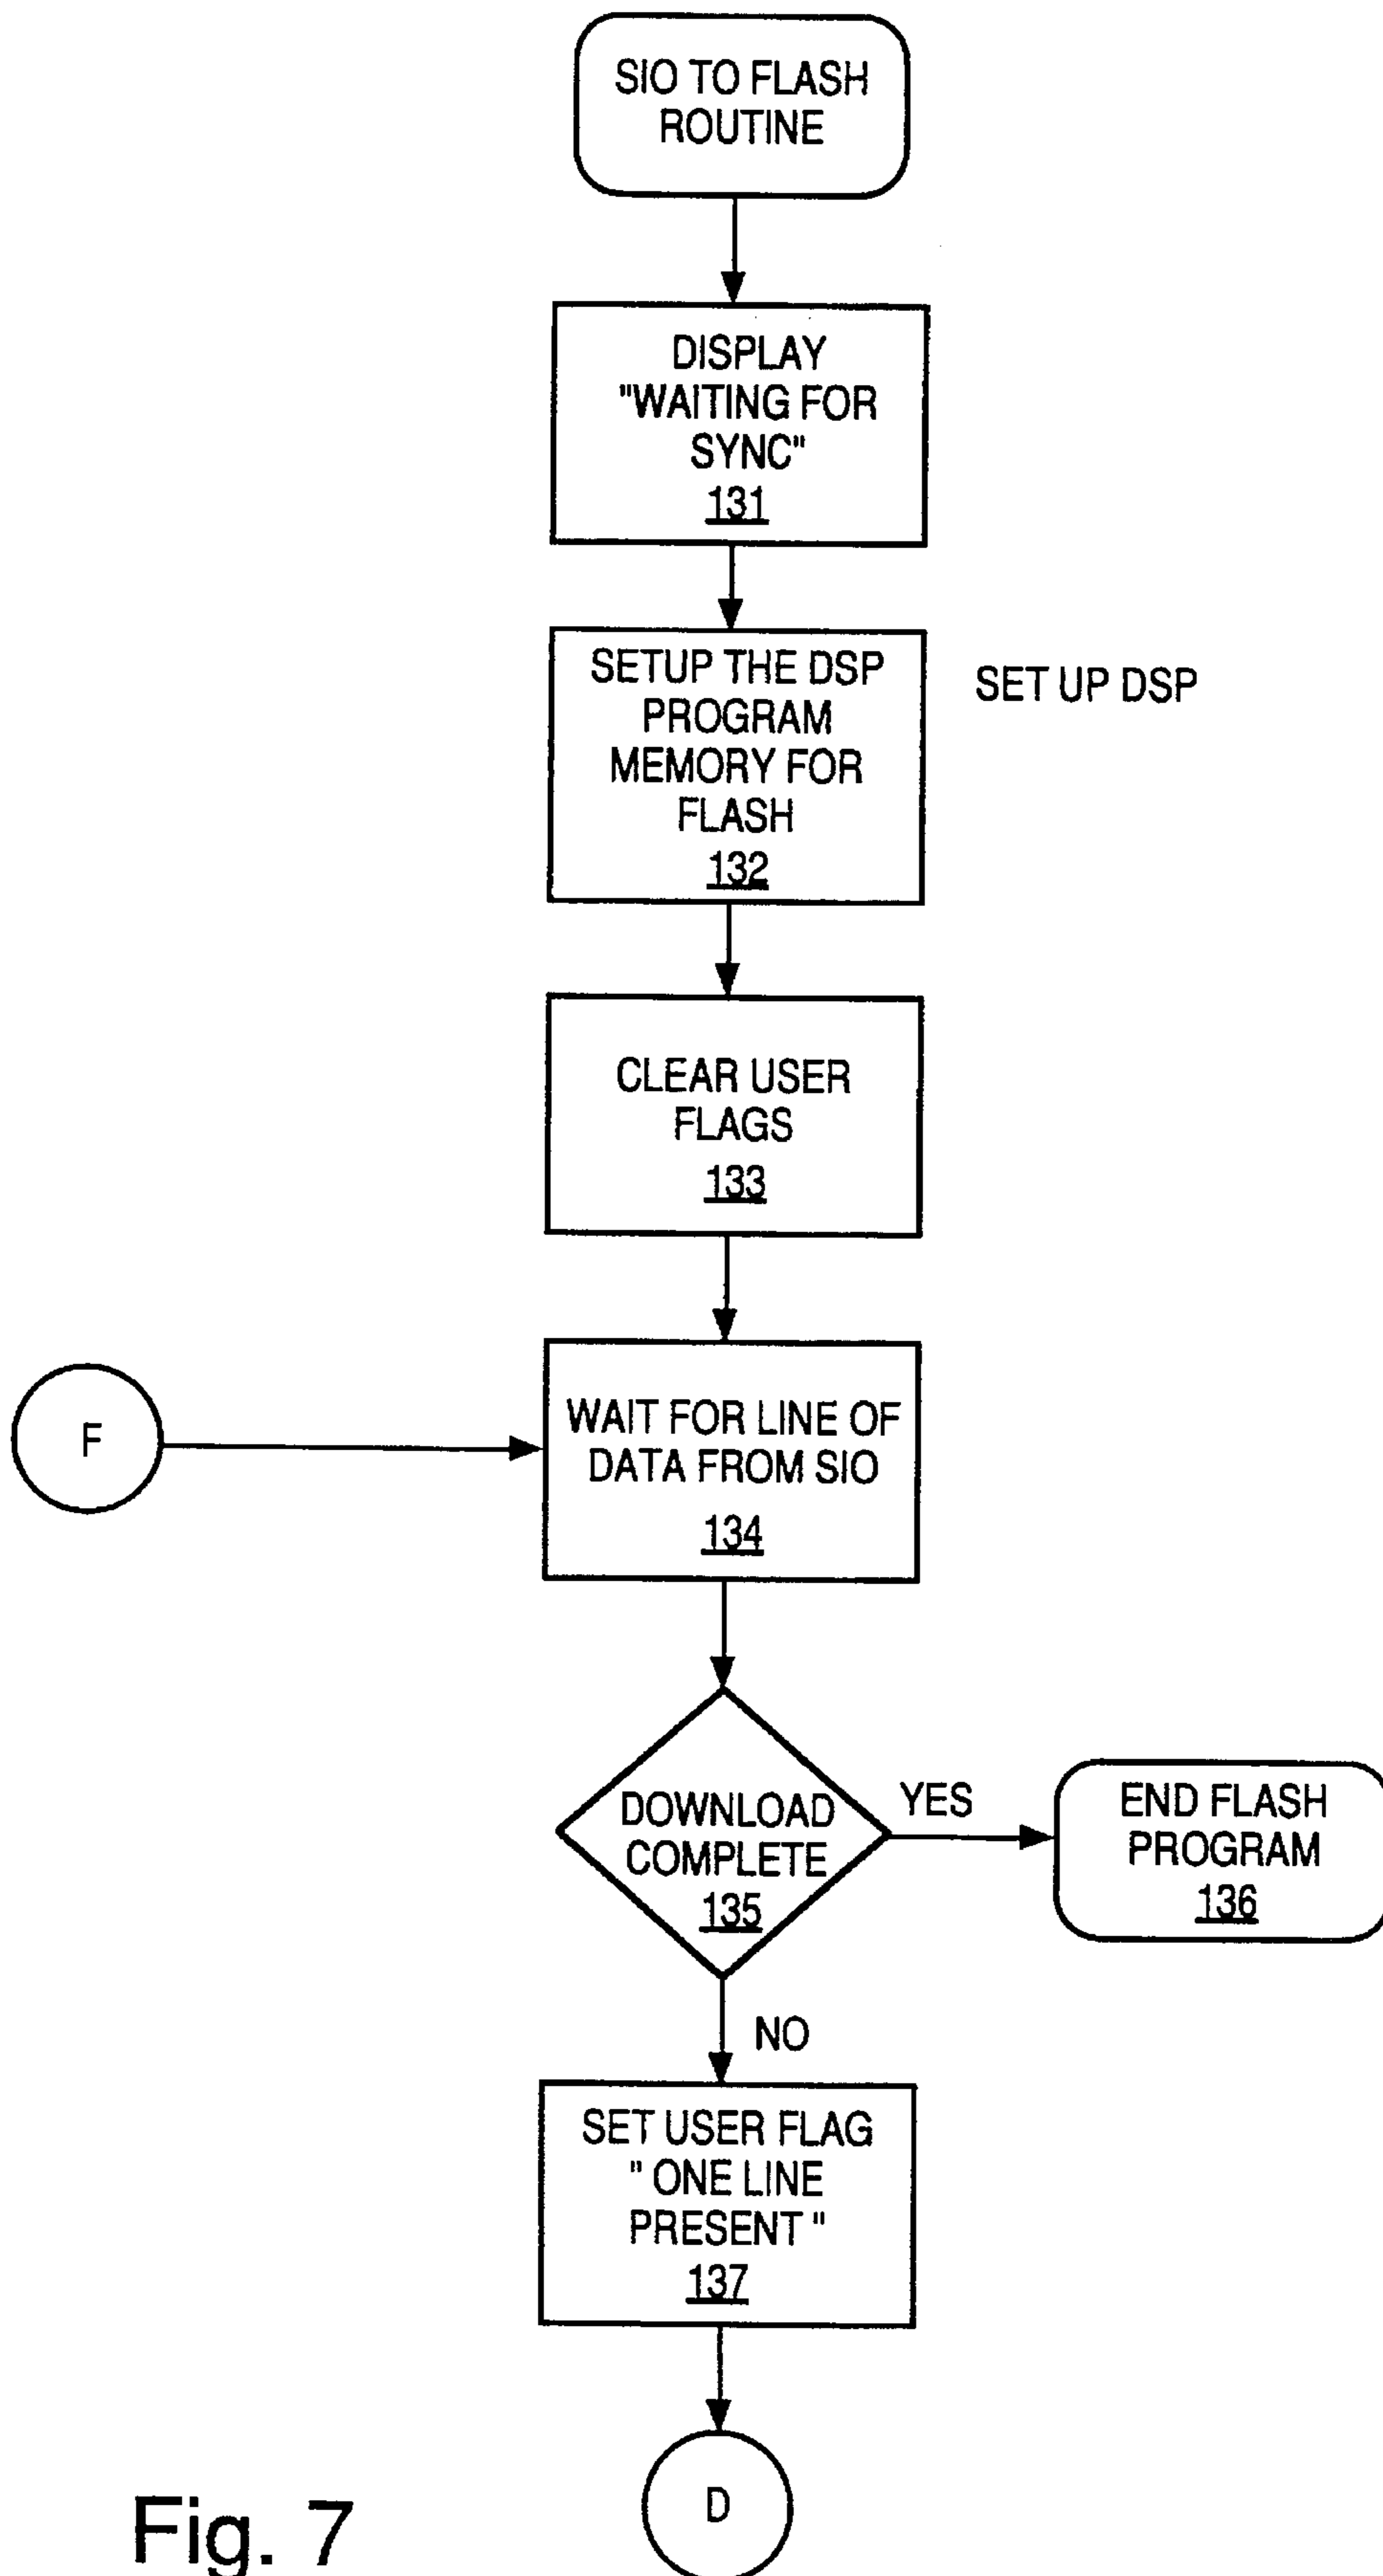 SIO TO FLASH
ROUTINE
DISPLAY
"WAITING FOR
SYNC"
131
SETUP THE DSP
PROGRAM
MEMORY FOR
FLASH
132
SET UP DSP
CLEAR USER
FLAGS
133
F
WAIT FOR LINE OF
DATA FROM SIO
134
DOWNLOAD
COMPLETE
135
YES
END FLASH
PROGRAM
136
NO
SET USER FLAG
" ONE LINE
PRESENT "
137
D
Fig. 7